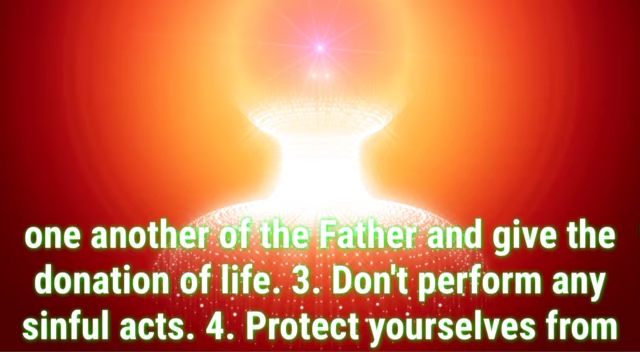 one another of the Father and give the
donation of life. 3. Don't perform any
sinful acts. 4. Protect yourselves from